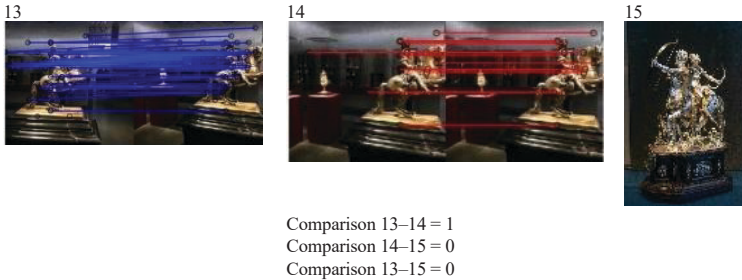 13
14
15
Comparison 13–14 = 1
Comparison 14–15 = 0
Comparison 13–15 = 0